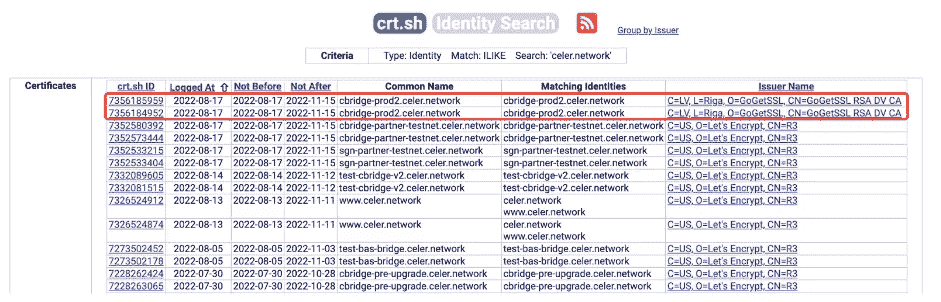 crt.sh Identity Search Group by Issuer
Criteria Type: Identity Match: ILIKE Search: 'celer.network'
Certificates crt.sh ID Logged At ⇧ Not Before Not After Common Name Matching Identities Issuer Name
7356185959 2022-08-17 2022-08-17 2022-11-15 cbridge-prod2.celer.network cbridge-prod2.celer.network C=LV, L=Riga, O=GoGetSSL, CN=GoGetSSL RSA DV CA
7356184952 2022-08-17 2022-08-17 2022-11-15 cbridge-prod2.celer.network cbridge-prod2.celer.network C=LV, L=Riga, O=GoGetSSL, CN=GoGetSSL RSA DV CA
7352580392 2022-08-17 2022-08-17 2022-11-15 cbridge-partner-testnet.celer.network cbridge-partner-testnet.celer.network C=US, O=Let's Encrypt, CN=R3
7352573444 2022-08-17 2022-08-17 2022-11-15 cbridge-partner-testnet.celer.network cbridge-partner-testnet.celer.network C=US, O=Let's Encrypt, CN=R3
7352533215 2022-08-17 2022-08-17 2022-11-15 sgn-partner-testnet.celer.network sgn-partner-testnet.celer.network C=US, O=Let's Encrypt, CN=R3
7352533404 2022-08-17 2022-08-17 2022-11-15 sgn-partner-testnet.celer.network sgn-partner-testnet.celer.network C=US, O=Let's Encrypt, CN=R3
7332089605 2022-08-14 2022-08-14 2022-11-12 test-cbridge-v2.celer.network test-cbridge-v2.celer.network C=US, O=Let's Encrypt, CN=R3
7332081515 2022-08-14 2022-08-14 2022-11-12 test-cbridge-v2.celer.network test-cbridge-v2.celer.network C=US, O=Let's Encrypt, CN=R3
7326524912 2022-08-13 2022-08-13 2022-11-11 www.celer.network celer.network C=US, O=Let's Encrypt, CN=R3
www.celer.network
7326524874 2022-08-13 2022-08-13 2022-11-11 www.celer.network celer.network C=US, O=Let's Encrypt, CN=R3
www.celer.network
7273502452 2022-08-05 2022-08-05 2022-11-03 test-bas-bridge.celer.network test-bas-bridge.celer.network C=US, O=Let's Encrypt, CN=R3
7273502178 2022-08-05 2022-08-05 2022-11-03 test-bas-bridge.celer.network test-bas-bridge.celer.network C=US, O=Let's Encrypt, CN=R3
7228262424 2022-07-30 2022-07-30 2022-10-28 cbridge-pre-upgrade.celer.network cbridge-pre-upgrade.celer.network C=US, O=Let's Encrypt, CN=R3
7228263065 2022-07-30 2022-07-30 2022-10-28 cbridge-pre-upgrade.celer.network cbridge-pre-upgrade.celer.network C=US, O=Let's Encrypt, CN=R3